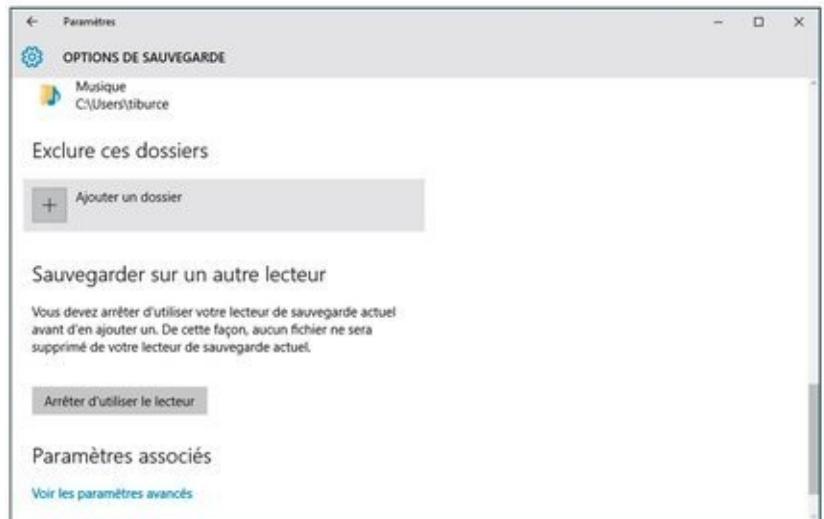 Paramètres
OPTIONS DE SAUVEGARDE
Musique
C:\Users\tiburce
Exclure ces dossiers
Ajouter un dossier
Sauvegarder sur un autre lecteur
Vous devez arrêter d'utiliser votre lecteur de sauvegarde actuel
avant d'en ajouter un. De cette façon, aucun fichier ne sera
supprimé de votre lecteur de sauvegarde actuel.
Arrêter d'utiliser le lecteur
Paramètres associés
Voir les paramètres avancés